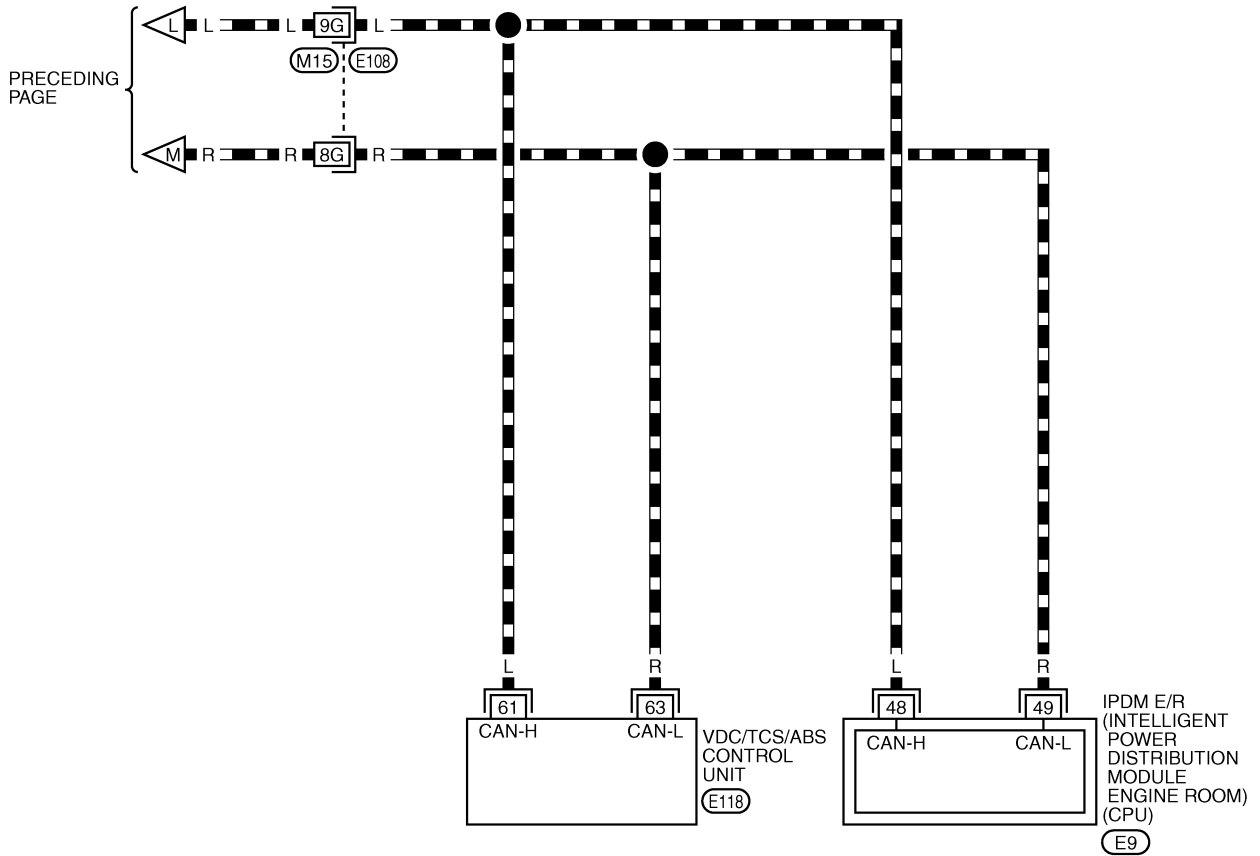 L L L 9G L
M15 E108
PRECEDING
PAGE
M R R 8G R
L R L R
61 63 48 49
CAN-H CAN-L
VDC/TCS/ABS
CONTROL
UNIT
E118
CAN-H CAN-L
IPDM E/R
(INTELLIGENT
POWER
DISTRIBUTION
MODULE
ENGINE ROOM)
(CPU)
E9